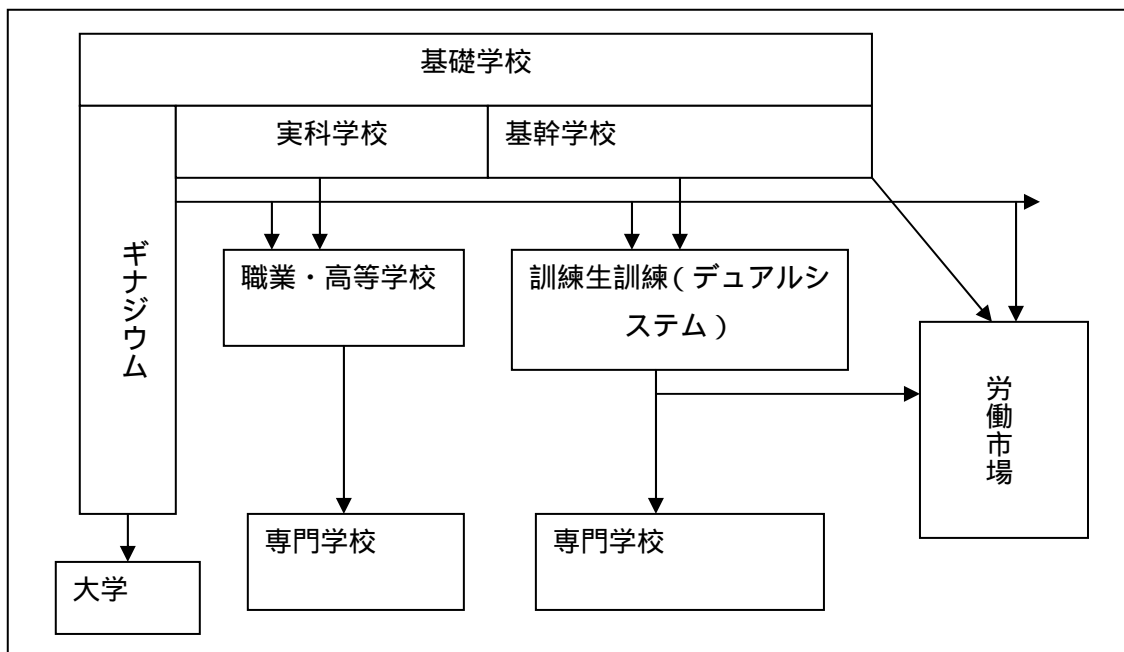 基礎学校
実科学校
基幹学校
ギナジウム
職業・高等学校
訓練生訓練(デュアルシ
ステム)
労働市場
専門学校
専門学校
大学